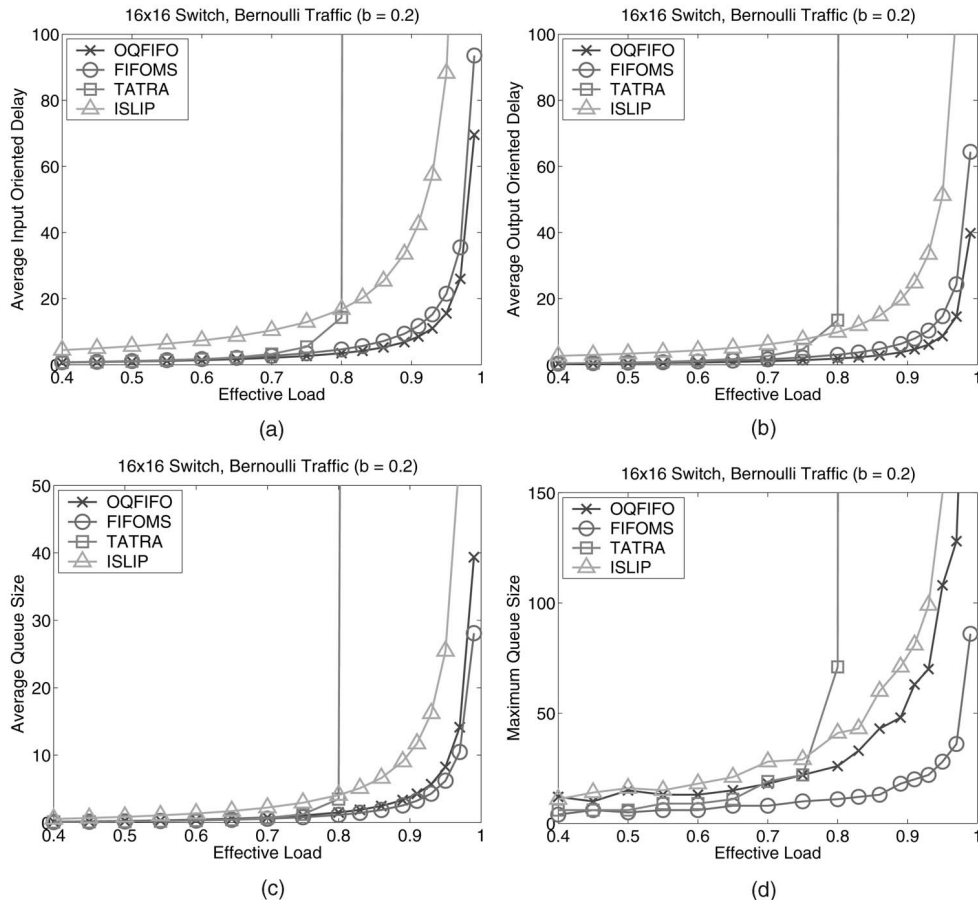 16x16 Switch, Bernoulli Traffic (b = 0.2)
100
80
60
40
20
0
Average Input Oriented Delay
OQFIFO
FIFOMS
TATRA
ISLIP
0.4 0.5 0.6 0.7 0.8 0.9 1
Effective Load
(a)
16x16 Switch, Bernoulli Traffic (b = 0.2)
100
80
60
40
20
0
Average Output Oriented Delay
OQFIFO
FIFOMS
TATRA
ISLIP
0.4 0.5 0.6 0.7 0.8 0.9 1
Effective Load
(b)
16x16 Switch, Bernoulli Traffic (b = 0.2)
50
40
30
20
10
0
Average Queue Size
OQFIFO
FIFOMS
TATRA
ISLIP
0.4 0.5 0.6 0.7 0.8 0.9 1
Effective Load
(c)
16x16 Switch, Bernoulli Traffic (b = 0.2)
150
100
50
0
Maximum Queue Size
OQFIFO
FIFOMS
TATRA
ISLIP
0.4 0.5 0.6 0.7 0.8 0.9 1
Effective Load
(d)